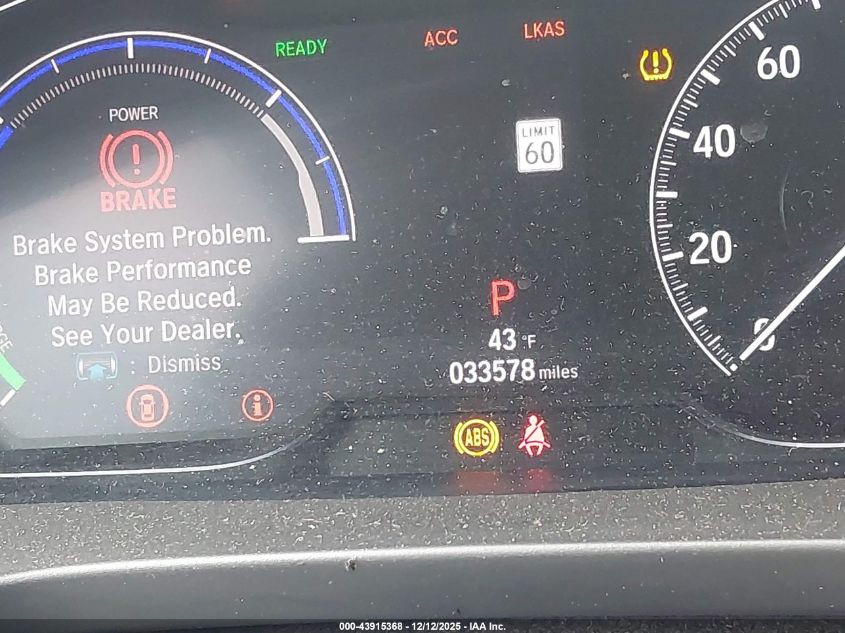 READY
ACC
LKAS
POWER
BRAKE
Brake System Problem.
Brake Performance
May Be Reduced.
See Your Dealer.
: Dismiss
LIMIT
60
60
40
20
0
P
43 °F
033578 miles
ABS
000-43915368 - 12/12/2025 - IAA Inc.